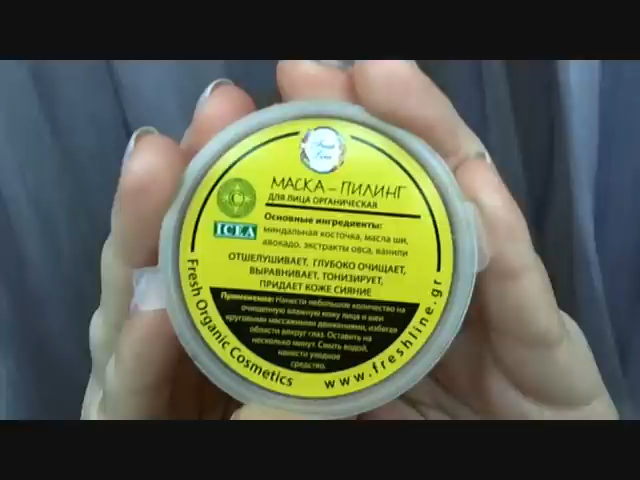 Fresh
Line
МАСКА – ПИЛИНГ
ДЛЯ ЛИЦА ОРГАНИЧЕСКАЯ
ICEA
Основные ингредиенты:
миндальная косточка, масла ши,
авокадо, экстракты овса, ванили
ОТШЕЛУШИВАЕТ, ГЛУБОКО ОЧИЩАЕТ,
ВЫРАВНИВАЕТ, ТОНИЗИРУЕТ,
ПРИДАЕТ КОЖЕ СИЯНИЕ
Применение: Нанести небольшое количество на
очищенную влажную кожу лица и шеи
круговыми массажными движениями, избегая
области вокруг глаз. Оставить на
несколько минут. Смыть водой,
нанести уходное
средство.
Fresh Organic Cosmetics
www.freshline.gr